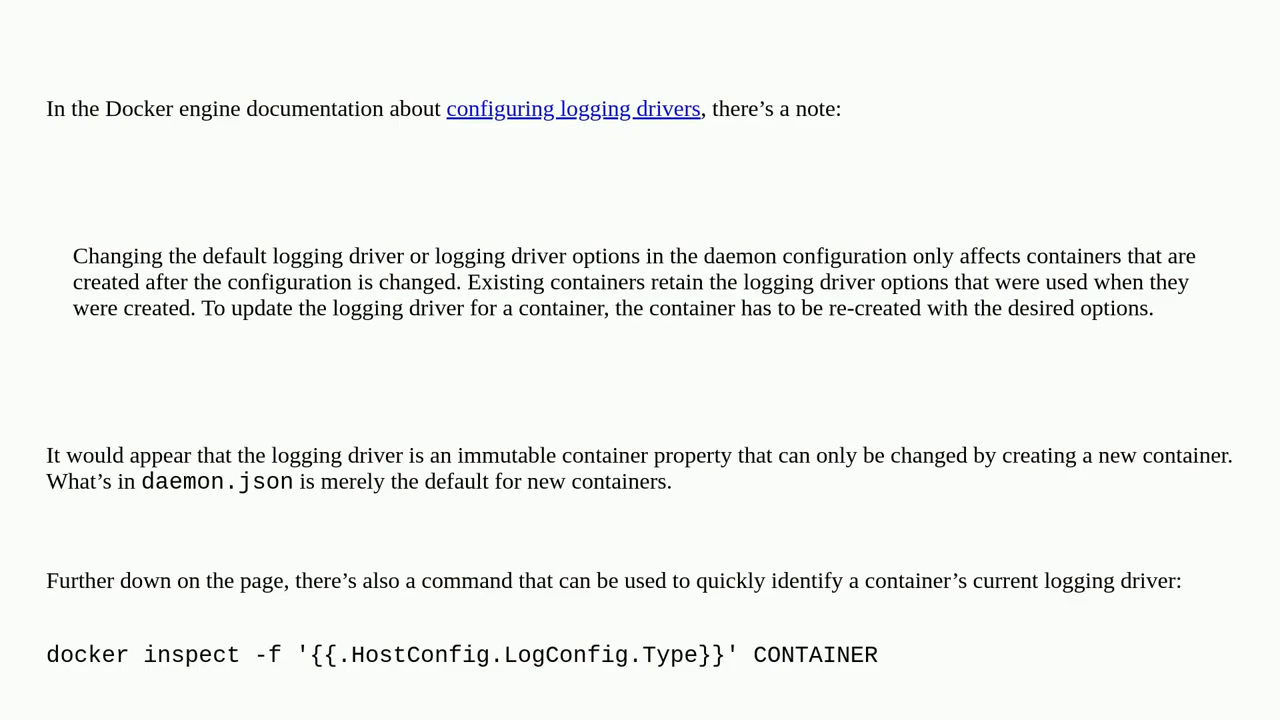 In the Docker engine documentation about configuring logging drivers, there’s a note:
Changing the default logging driver or logging driver options in the daemon configuration only affects containers that are
created after the configuration is changed. Existing containers retain the logging driver options that were used when they
were created. To update the logging driver for a container, the container has to be re-created with the desired options.
It would appear that the logging driver is an immutable container property that can only be changed by creating a new container.
What’s in daemon.json is merely the default for new containers.
Further down on the page, there’s also a command that can be used to quickly identify a container’s current logging driver:
docker inspect -f '{{.HostConfig.LogConfig.Type}}' CONTAINER